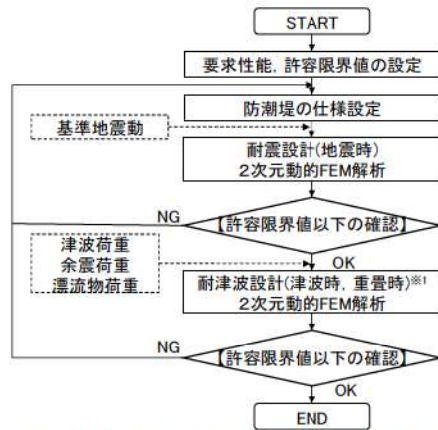 START
要求性能，許容限界値の設定
防潮堤の仕様設定
基準地震動
耐震設計(地震時)
2次元動的FEM解析
NG
【許容限界値以下の確認】
OK
津波荷重
余震荷重
漂流物荷重
耐津波設計(津波時，重畳時)※1
2次元動的FEM解析
NG
【許容限界値以下の確認】
OK
END